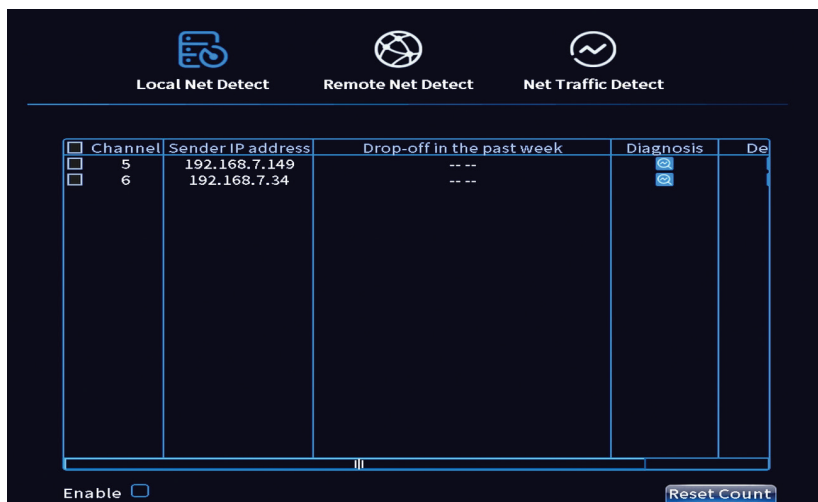 Local Net Detect Remote Net Detect Net Traffic Detect
Channel Sender IP address Drop-off in the past week Diagnosis De
5 192.168.7.149 -- --
6 192.168.7.34 -- --
Enable Reset Count